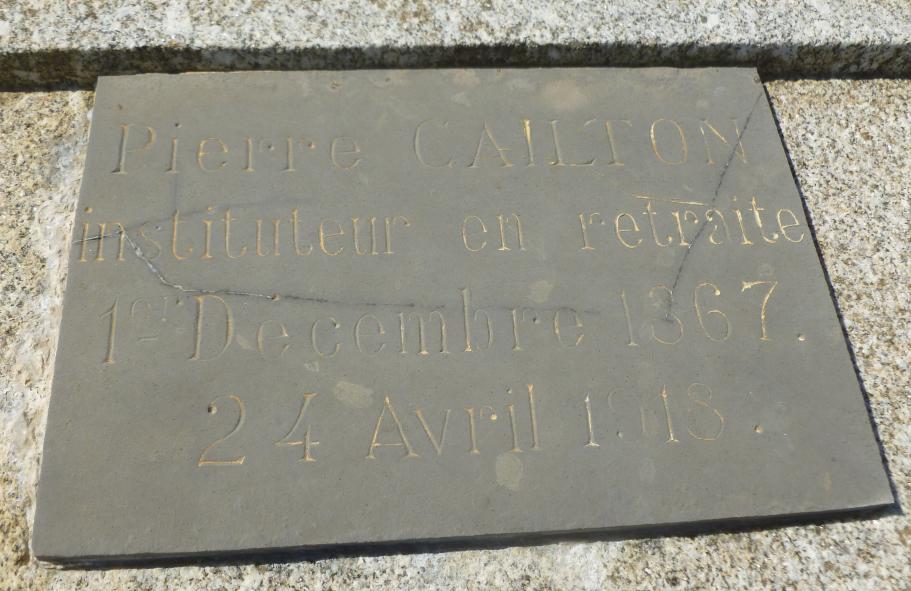 Pierre CAILTON
instituteur en retraite
1er Decembre 1867.
24 Avril 1918.